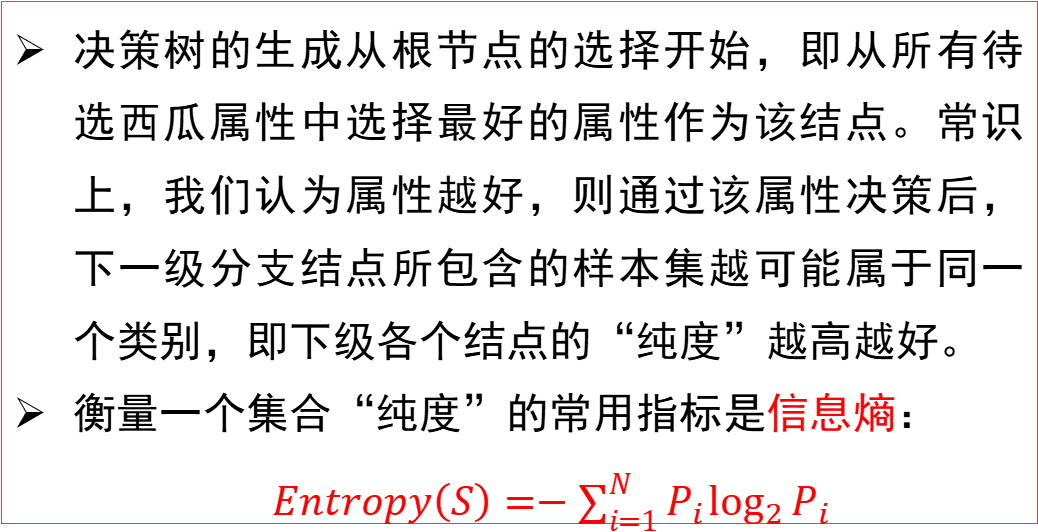 ➢ 决策树的生成从根节点的选择开始，即从所有待
选西瓜属性中选择最好的属性作为该结点。常识
上，我们认为属性越好，则通过该属性决策后，
下一级分支结点所包含的样本集越可能属于同一
个类别，即下级各个结点的“纯度”越高越好。
➢ 衡量一个集合“纯度”的常用指标是信息熵：
Entropy(S) =− ∑_{i=1}^{N} P_i log_2 P_i